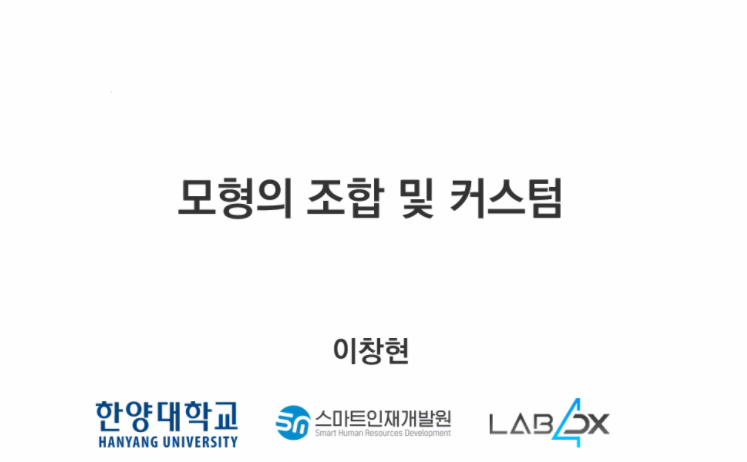 모형의 조합 및 커스텀
이창현
한양대학교
HANYANG UNIVERSITY
스마트인재개발원
Smart Human Resources Development
LAB4DX